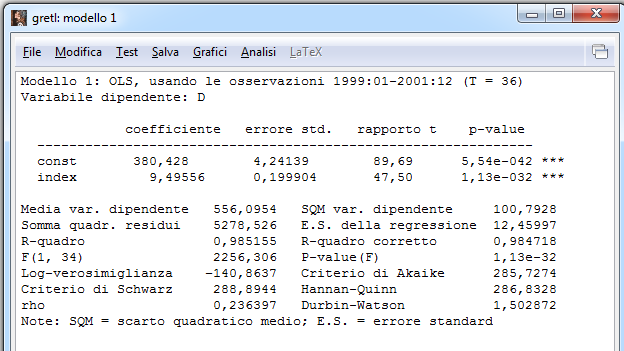 gretl: modello 1
File Modifica Test Salva Grafici Analisi LaTeX
Modello 1: OLS, usando le osservazioni 1999:01-2001:12 (T = 36)
Variabile dipendente: D
coefficiente errore std. rapporto t p-value
const 380,428 4,24139 89,69 5,54e-042 ***
index 9,49556 0,199904 47,50 1,13e-032 ***
Media var. dipendente 556,0954 SQM var. dipendente 100,7928
Somma quadr. residui 5278,526 E.S. della regressione 12,45997
R-quadro 0,985155 R-quadro corretto 0,984718
F(1, 34) 2256,306 P-value(F) 1,13e-32
Log-verosimiglianza -140,8637 Criterio di Akaike 285,7274
Criterio di Schwarz 288,8944 Hannan-Quinn 286,8328
rho 0,236397 Durbin-Watson 1,502872
Note: SQM = scarto quadratico medio; E.S. = errore standard